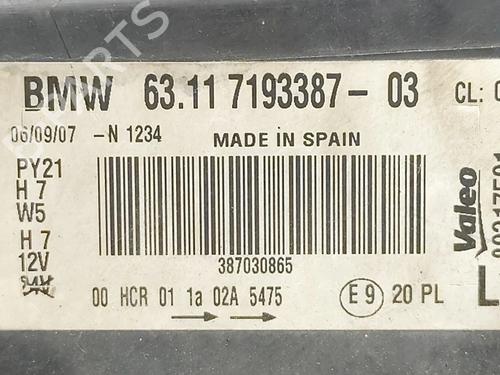 BMW 63.11 7193387 - 03 CL:
06/09/07 -N 1234
MADE IN SPAIN
PY21
H 7
W5
H 7
12V
387030865
00 HCR 01 1a 02A 5475
E 9 20 PL
Valeo
PARTS